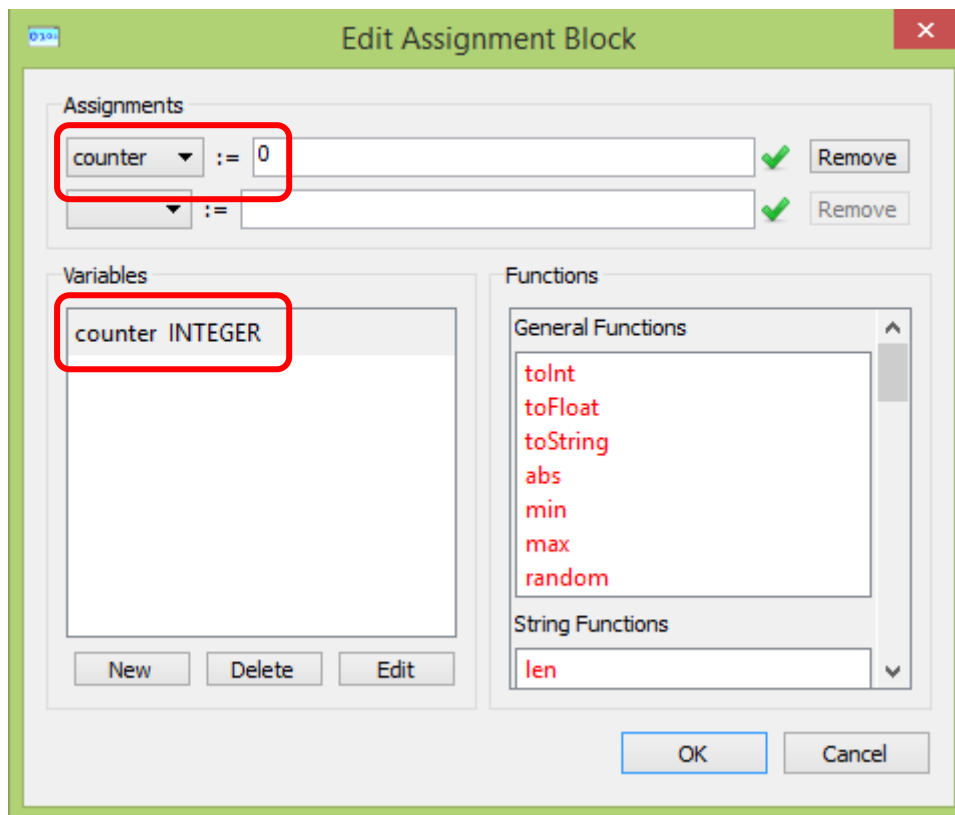 Edit Assignment Block
Assignments
counter := 0 Remove
:= Remove
Variables
counter INTEGER
New Delete Edit
Functions
General Functions
toInt
toFloat
toString
abs
min
max
random
String Functions
len
OK Cancel